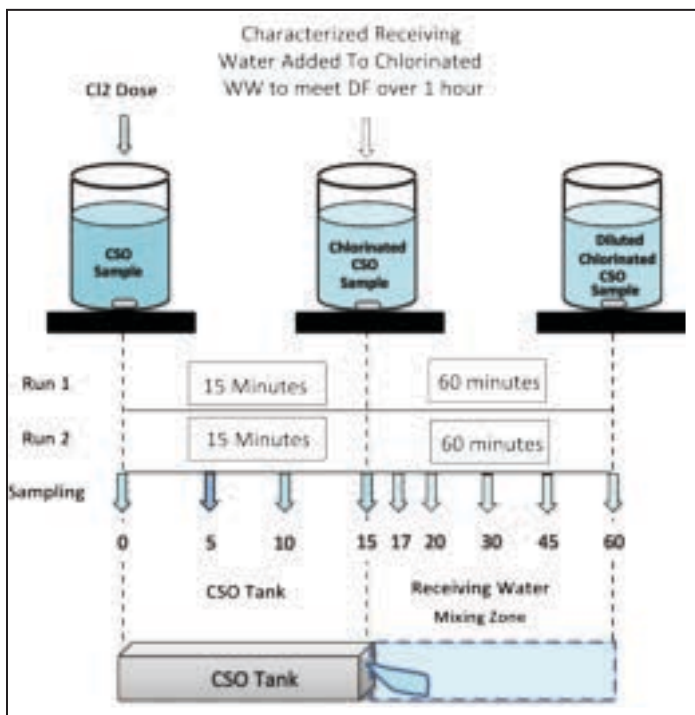 Characterized Receiving
Water Added To Chlorinated
WW to meet DF over 1 hour
Cl2 Dose
CSO
Sample
Chlorinated
CSO
Sample
Diluted
Chlorinated
CSO
Sample
Run 1
15 Minutes
60 minutes
Run 2
15 Minutes
60 minutes
Sampling
0 5 10 15 17 20 30 45 60
CSO Tank
Receiving Water
Mixing Zone
CSO Tank